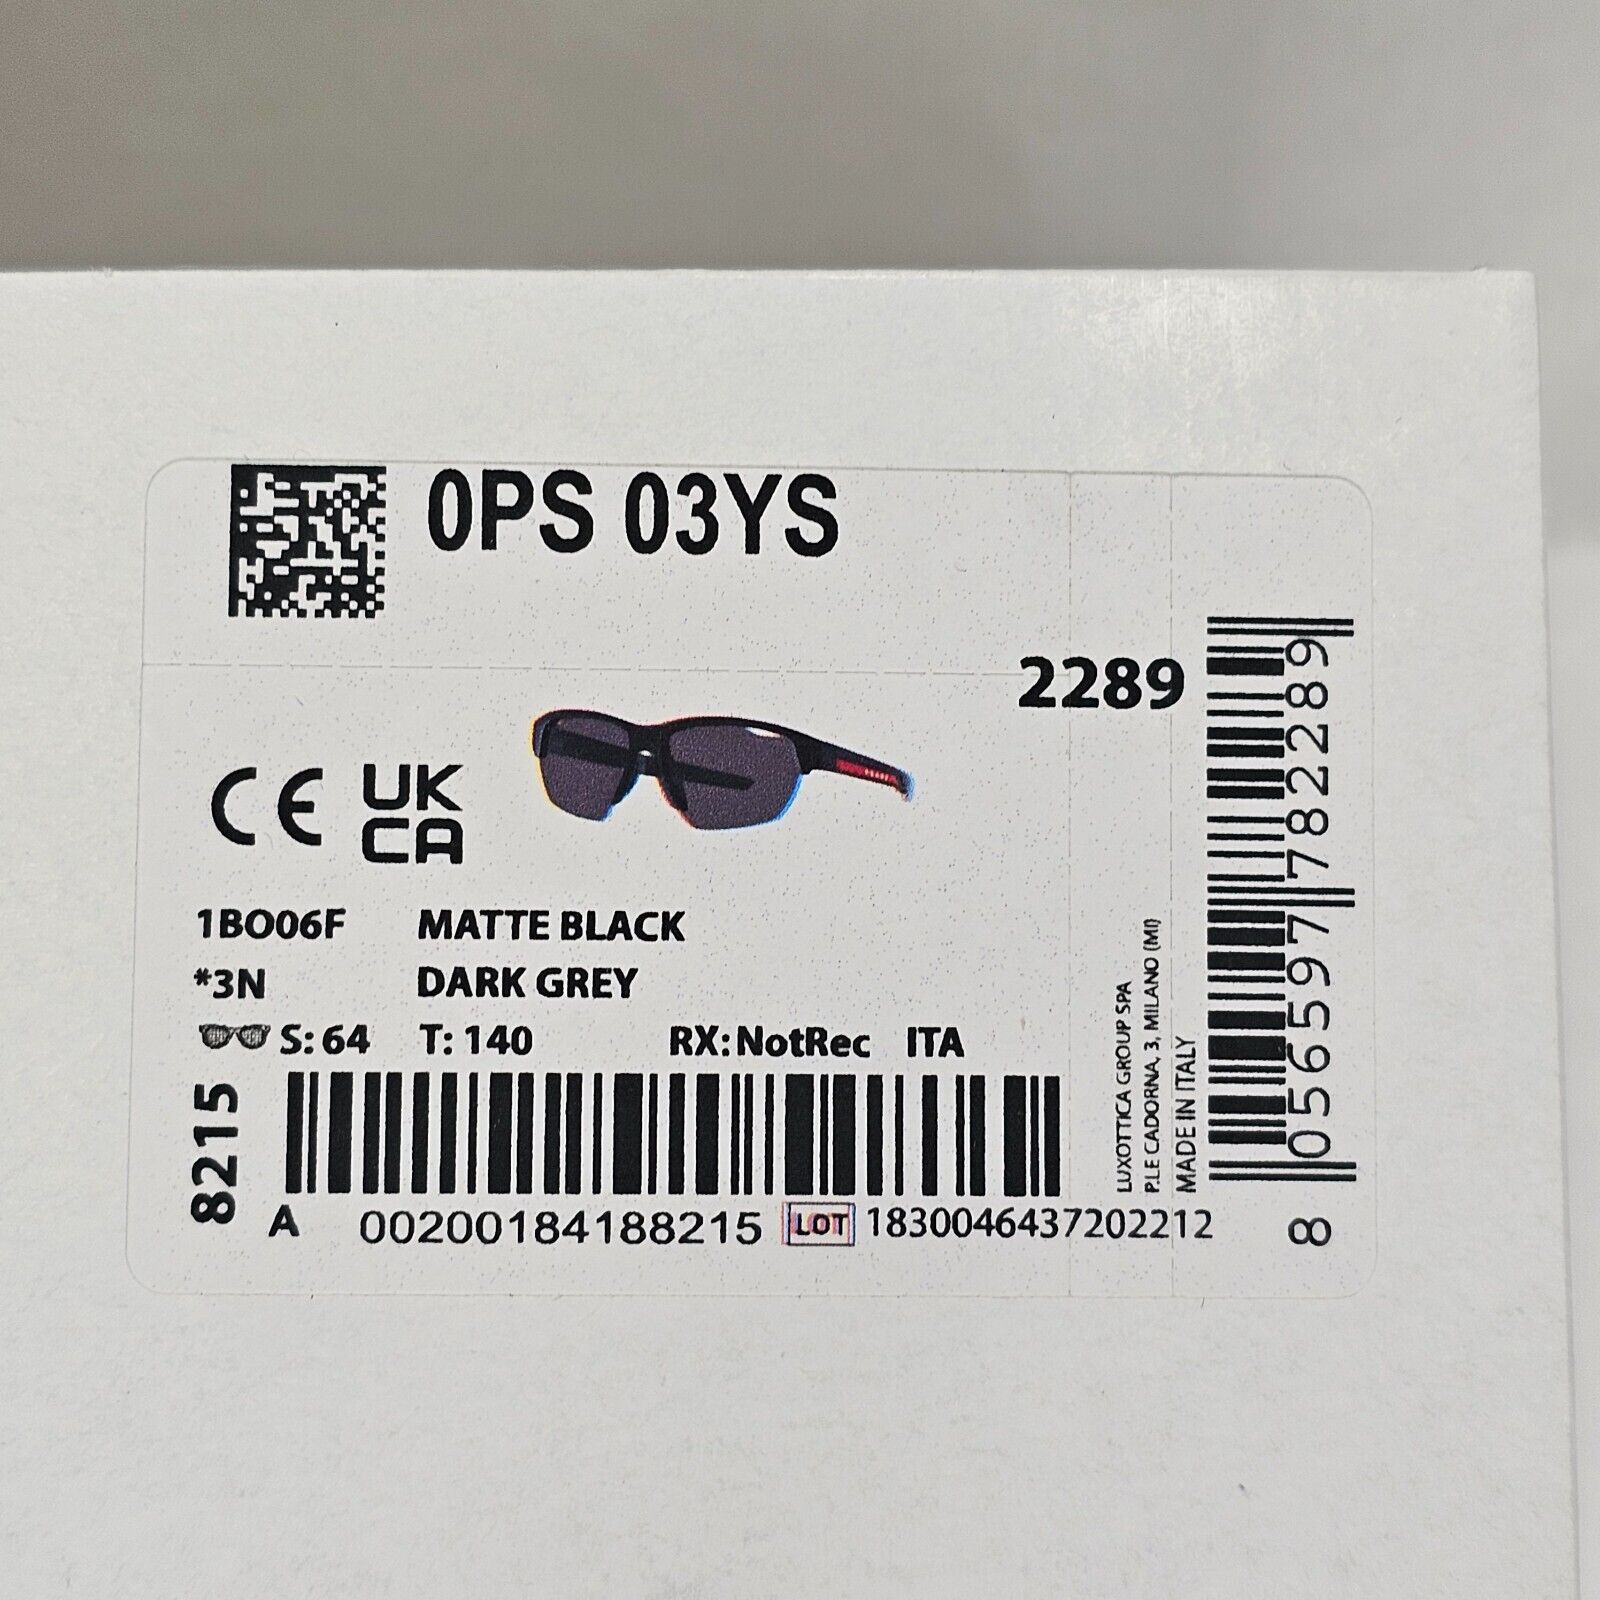 0PS 03YS
2289
CE UK
CA
1BO06F MATTE BLACK
*3N DARK GREY
S: 64 T: 140 RX: NotRec ITA
8215
A 00200184188215 LOT 1830046437202212
LUXOTTICA GROUP SPA
P.LE CADORNA, 3, MILANO (MI)
MADE IN ITALY
8 056597 782289